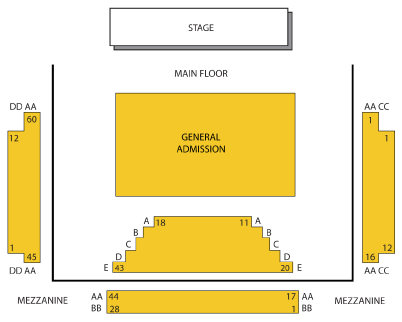 STAGE
MAIN FLOOR
DD AA
AA CC
60
1
12
1
GENERAL
ADMISSION
A 18 11 A
B B
C C
D D
E 43 20 E
1
12
45
16
DD AA
AA CC
MEZZANINE
AA 44 17 AA
MEZZANINE
BB 28 1 BB